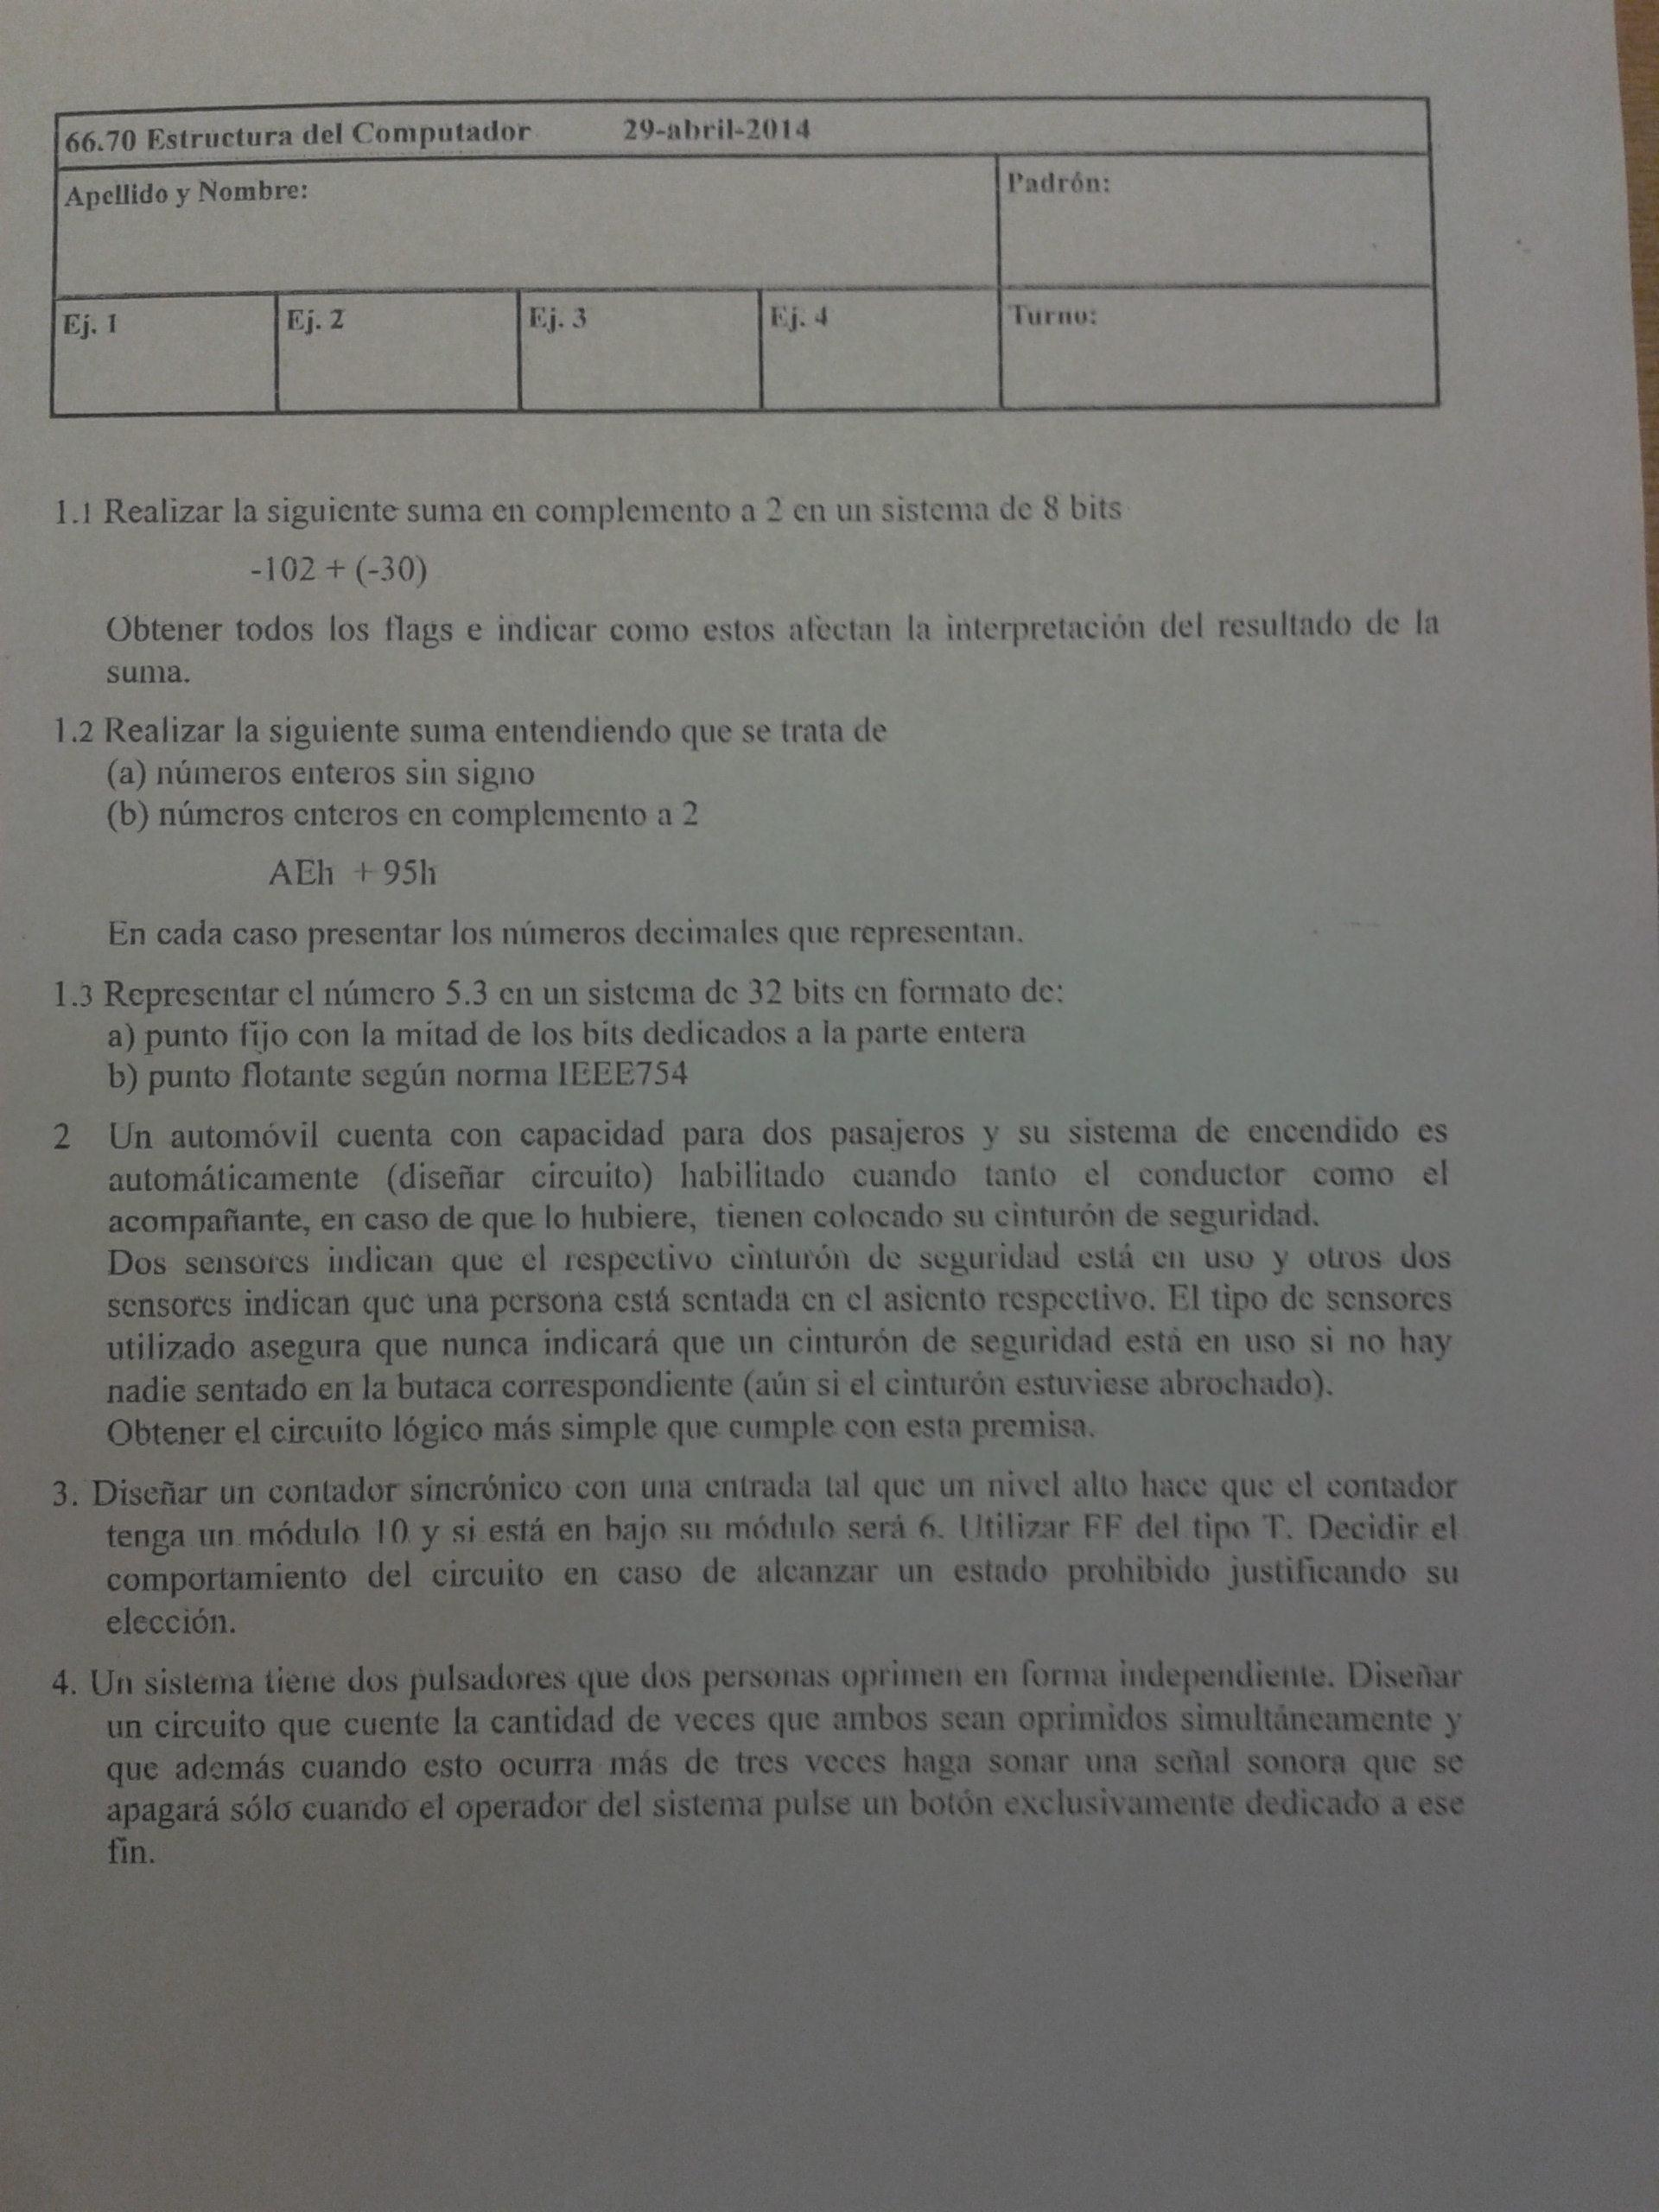 66.70 Estructura del Computador 29-abril-2014
Apellido y Nombre: Padrón:
Ej. 1 Ej. 2 Ej. 3 Ej. 4 Turno:
1.1 Realizar la siguiente suma en complemento a 2 en un sistema de 8 bits
-102 + (-30)
Obtener todos los flags e indicar como estos afectan la interpretación del resultado de la
suma.
1.2 Realizar la siguiente suma entendiendo que se trata de
(a) números enteros sin signo
(b) números enteros en complemento a 2
AEh + 95h
En cada caso presentar los números decimales que representan.
1.3 Representar el número 5.3 en un sistema de 32 bits en formato de:
a) punto fijo con la mitad de los bits dedicados a la parte entera
b) punto flotante según norma IEEE754
2 Un automóvil cuenta con capacidad para dos pasajeros y su sistema de encendido es
automáticamente (diseñar circuito) habilitado cuando tanto el conductor como el
acompañante, en caso de que lo hubiere, tienen colocado su cinturón de seguridad.
Dos sensores indican que el respectivo cinturón de seguridad está en uso y otros dos
sensores indican que una persona está sentada en el asiento respectivo. El tipo de sensores
utilizado asegura que nunca indicará que un cinturón de seguridad está en uso si no hay
nadie sentado en la butaca correspondiente (aún si el cinturón estuviese abrochado).
Obtener el circuito lógico más simple que cumple con esta premisa.
3. Diseñar un contador sincrónico con una entrada tal que un nivel alto hace que el contador
tenga un módulo 10 y si está en bajo su módulo será 6. Utilizar FF del tipo T. Decidir el
comportamiento del circuito en caso de alcanzar un estado prohibido justificando su
elección.
4. Un sistema tiene dos pulsadores que dos personas oprimen en forma independiente. Diseñar
un circuito que cuente la cantidad de veces que ambos sean oprimidos simultáneamente y
que además cuando esto ocurra más de tres veces haga sonar una señal sonora que se
apagará sólo cuando el operador del sistema pulse un botón exclusivamente dedicado a ese
fin.